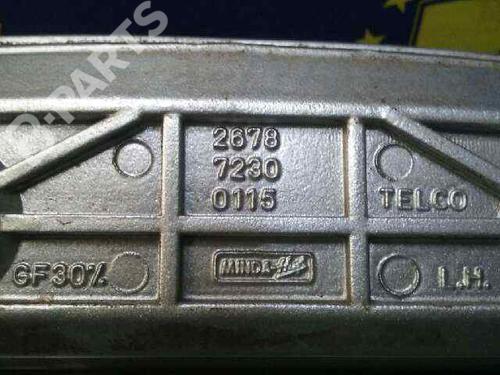 2678
7230
0115
TELCO
GF30%
MINDA
L.H.
PARTS